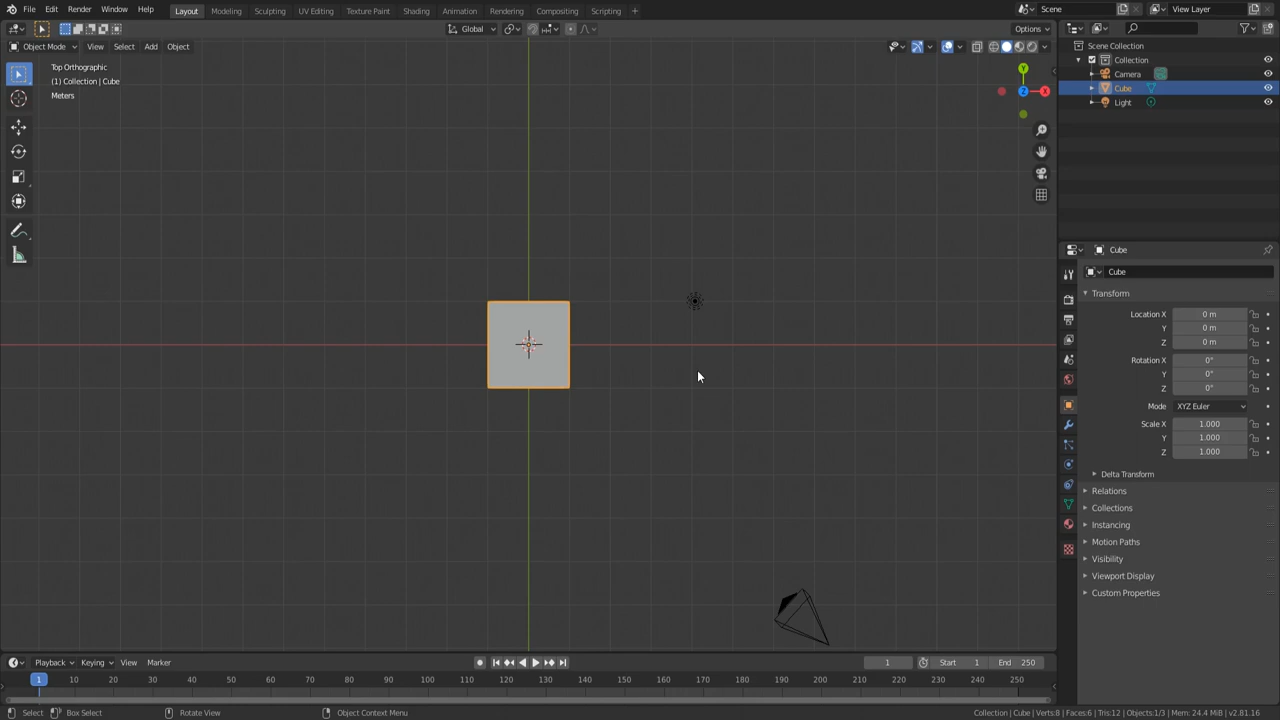 File Edit Render Window Help Layout Modeling Sculpting UV Editing Texture Paint Shading Animation Rendering Compositing Scripting + Scene View Layer
Global Options
Object Mode View Select Add Object
Top Orthographic
(1) Collection | Cube
Meters
Y
Z
X
Scene Collection
Collection
Camera
Cube
Light
Cube
Cube
Transform
Location X 0 m
Y 0 m
Z 0 m
Rotation X 0°
Y 0°
Z 0°
Mode XYZ Euler
Scale X 1.000
Y 1.000
Z 1.000
Delta Transform
Relations
Collections
Instancing
Motion Paths
Visibility
Viewport Display
Custom Properties
Playback Keying View Marker 1 Start 1 End 250
1 10 20 30 40 50 60 70 80 90 100 110 120 130 140 150 160 170 180 190 200 210 220 230 240 250
Select Box Select Rotate View Object Context Menu Collection | Cube | Verts:8 | Faces:6 | Tris:12 | Objects:1/3 | Mem: 24.4 MiB | v2.81.16